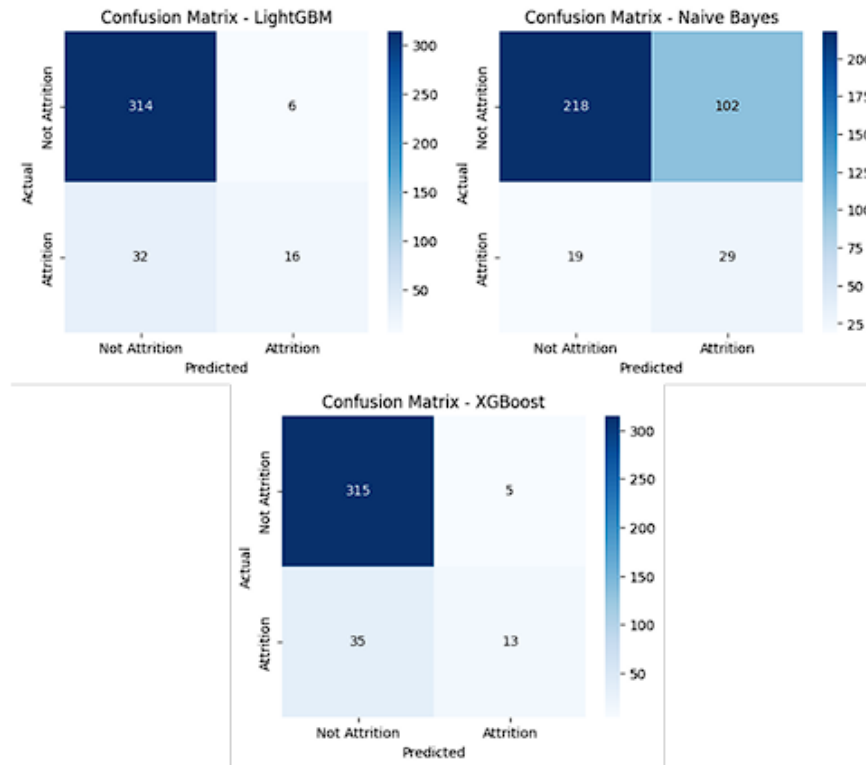 Confusion Matrix - LightGBM
Not Attrition
Attrition
Actual
314
6
32
16
Not Attrition
Attrition
Predicted
300
250
200
150
100
50
Confusion Matrix - Naive Bayes
Not Attrition
Attrition
Actual
218
102
19
29
Not Attrition
Attrition
Predicted
200
175
150
125
100
75
50
25
Confusion Matrix - XGBoost
Not Attrition
Attrition
Actual
315
5
35
13
Not Attrition
Attrition
Predicted
300
250
200
150
100
50